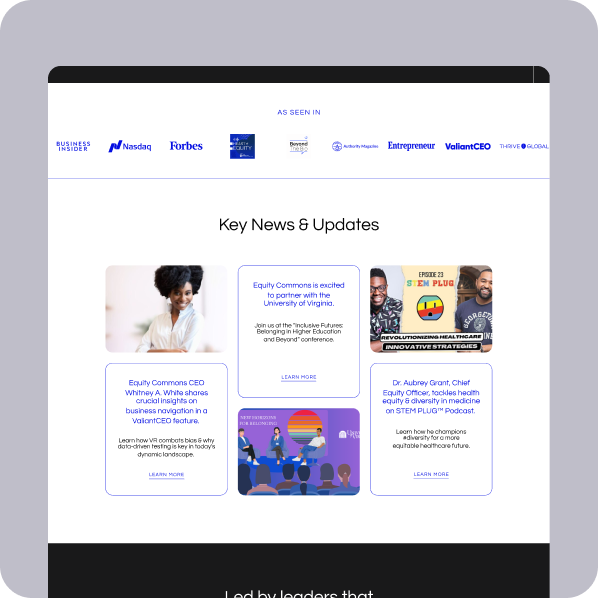 AS SEEN IN
BUSINESS
INSIDER
Nasdaq
Forbes
HEALTH
EQUITY
Beyond
The Bio
Authority Magazine
Entrepreneur
ValiantCEO
THRIVE GLOBAL
Key News & Updates
Equity Commons is excited
to partner with the
University of Virginia.
Join us at the "Inclusive Futures:
Belonging in Higher Education
and Beyond" conference.
LEARN MORE
EPISODE 23
STEM PLUG
GEORGE
REVOLUTIONIZING HEALTHCARE
INNOVATIVE STRATEGIES
Equity Commons CEO
Whitney A. White shares
crucial Insights on
business navigation in a
ValiantCEO feature.
Learn how VR combats bias & why
data-driven testing is key in today's
dynamic landscape.
LEARN MORE
NEW HORIZONS
FOR BELONGING
Dr. Aubrey Grant, Chief
Equity Officer, tackles health
equity & diversity in medicine
on STEM PLUG™ Podcast.
Learn how he champions
#diversity for a more
equitable healthcare future.
LEARN MORE
Led by leaders that